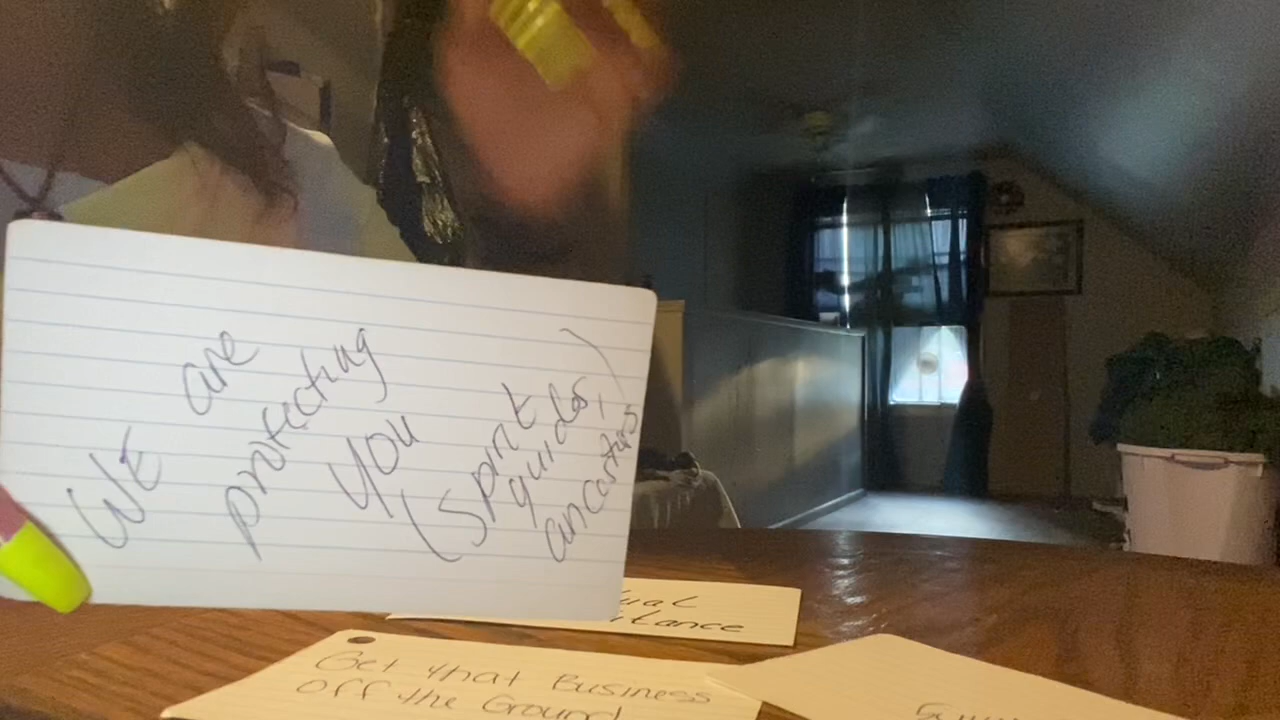 WE are
protecting
you
(spirit
guides,
ancestors)
Get that Business
off the Ground